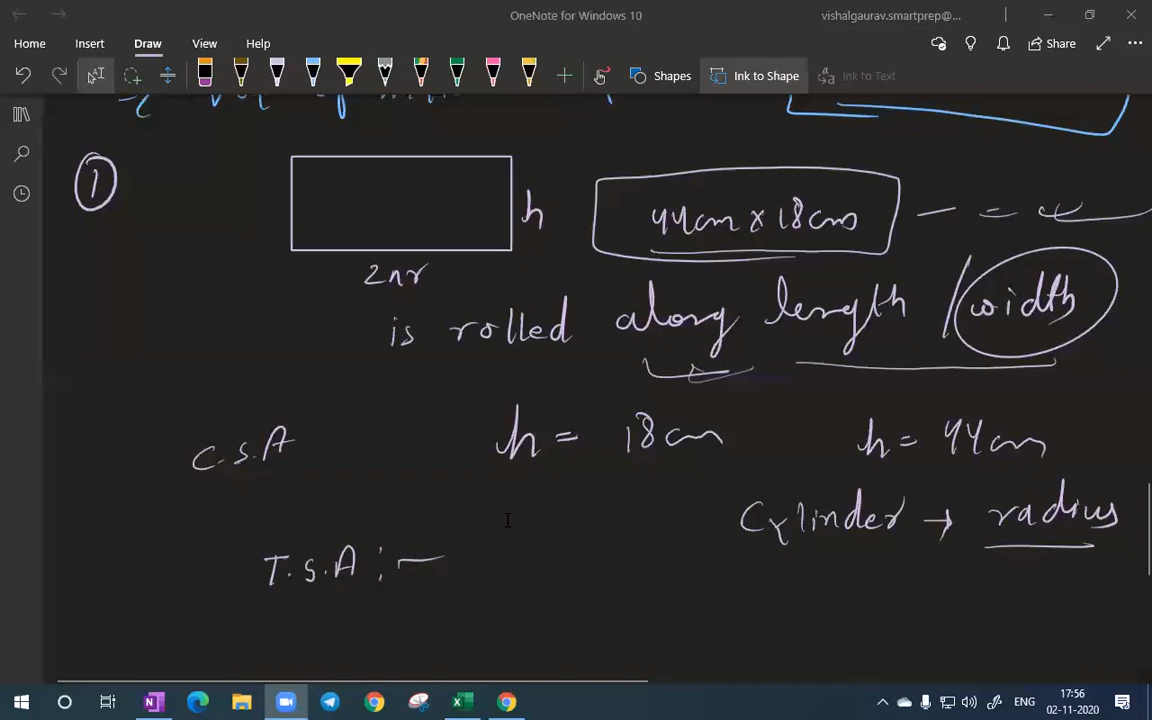 OneNote for Windows 10
vishalgaurav.smartprep@...
Home Insert Draw View Help
Share
Shapes
Ink to Shape
Ink to Text
1
h
44cm x 18cm
2πr
is rolled along length / width
C.S.A
h = 18cm
h = 44cm
Cylinder → radius
T.S.A :-
ENG
17:56
02-11-2020